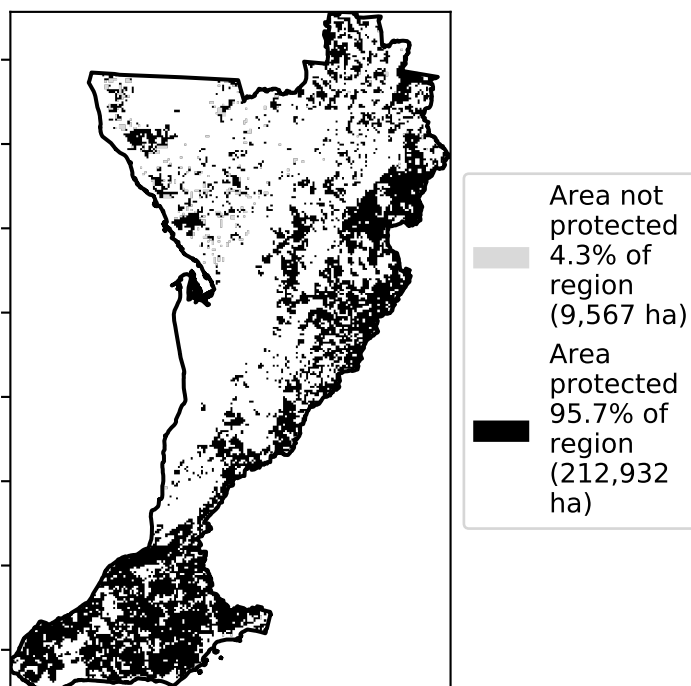 Area not
protected
4.3% of
region
(9,567 ha)
Area
protected
95.7% of
region
(212,932
ha)